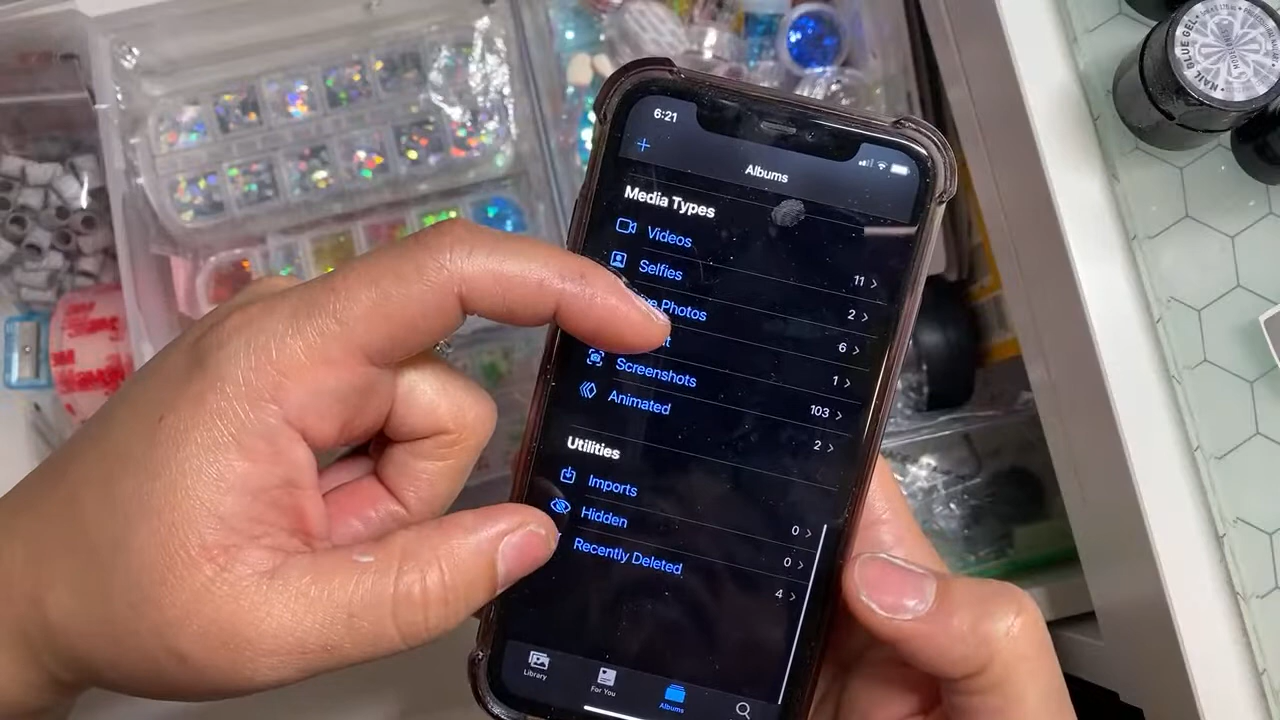 6:21
Albums
Media Types
Videos
11
Selfies
2
Photos
6
1
Screenshots
103
Animated
2
Utilities
Imports
0
Hidden
0
Recently Deleted
4
Library
For You
Albums
NAIL GLUE GEL